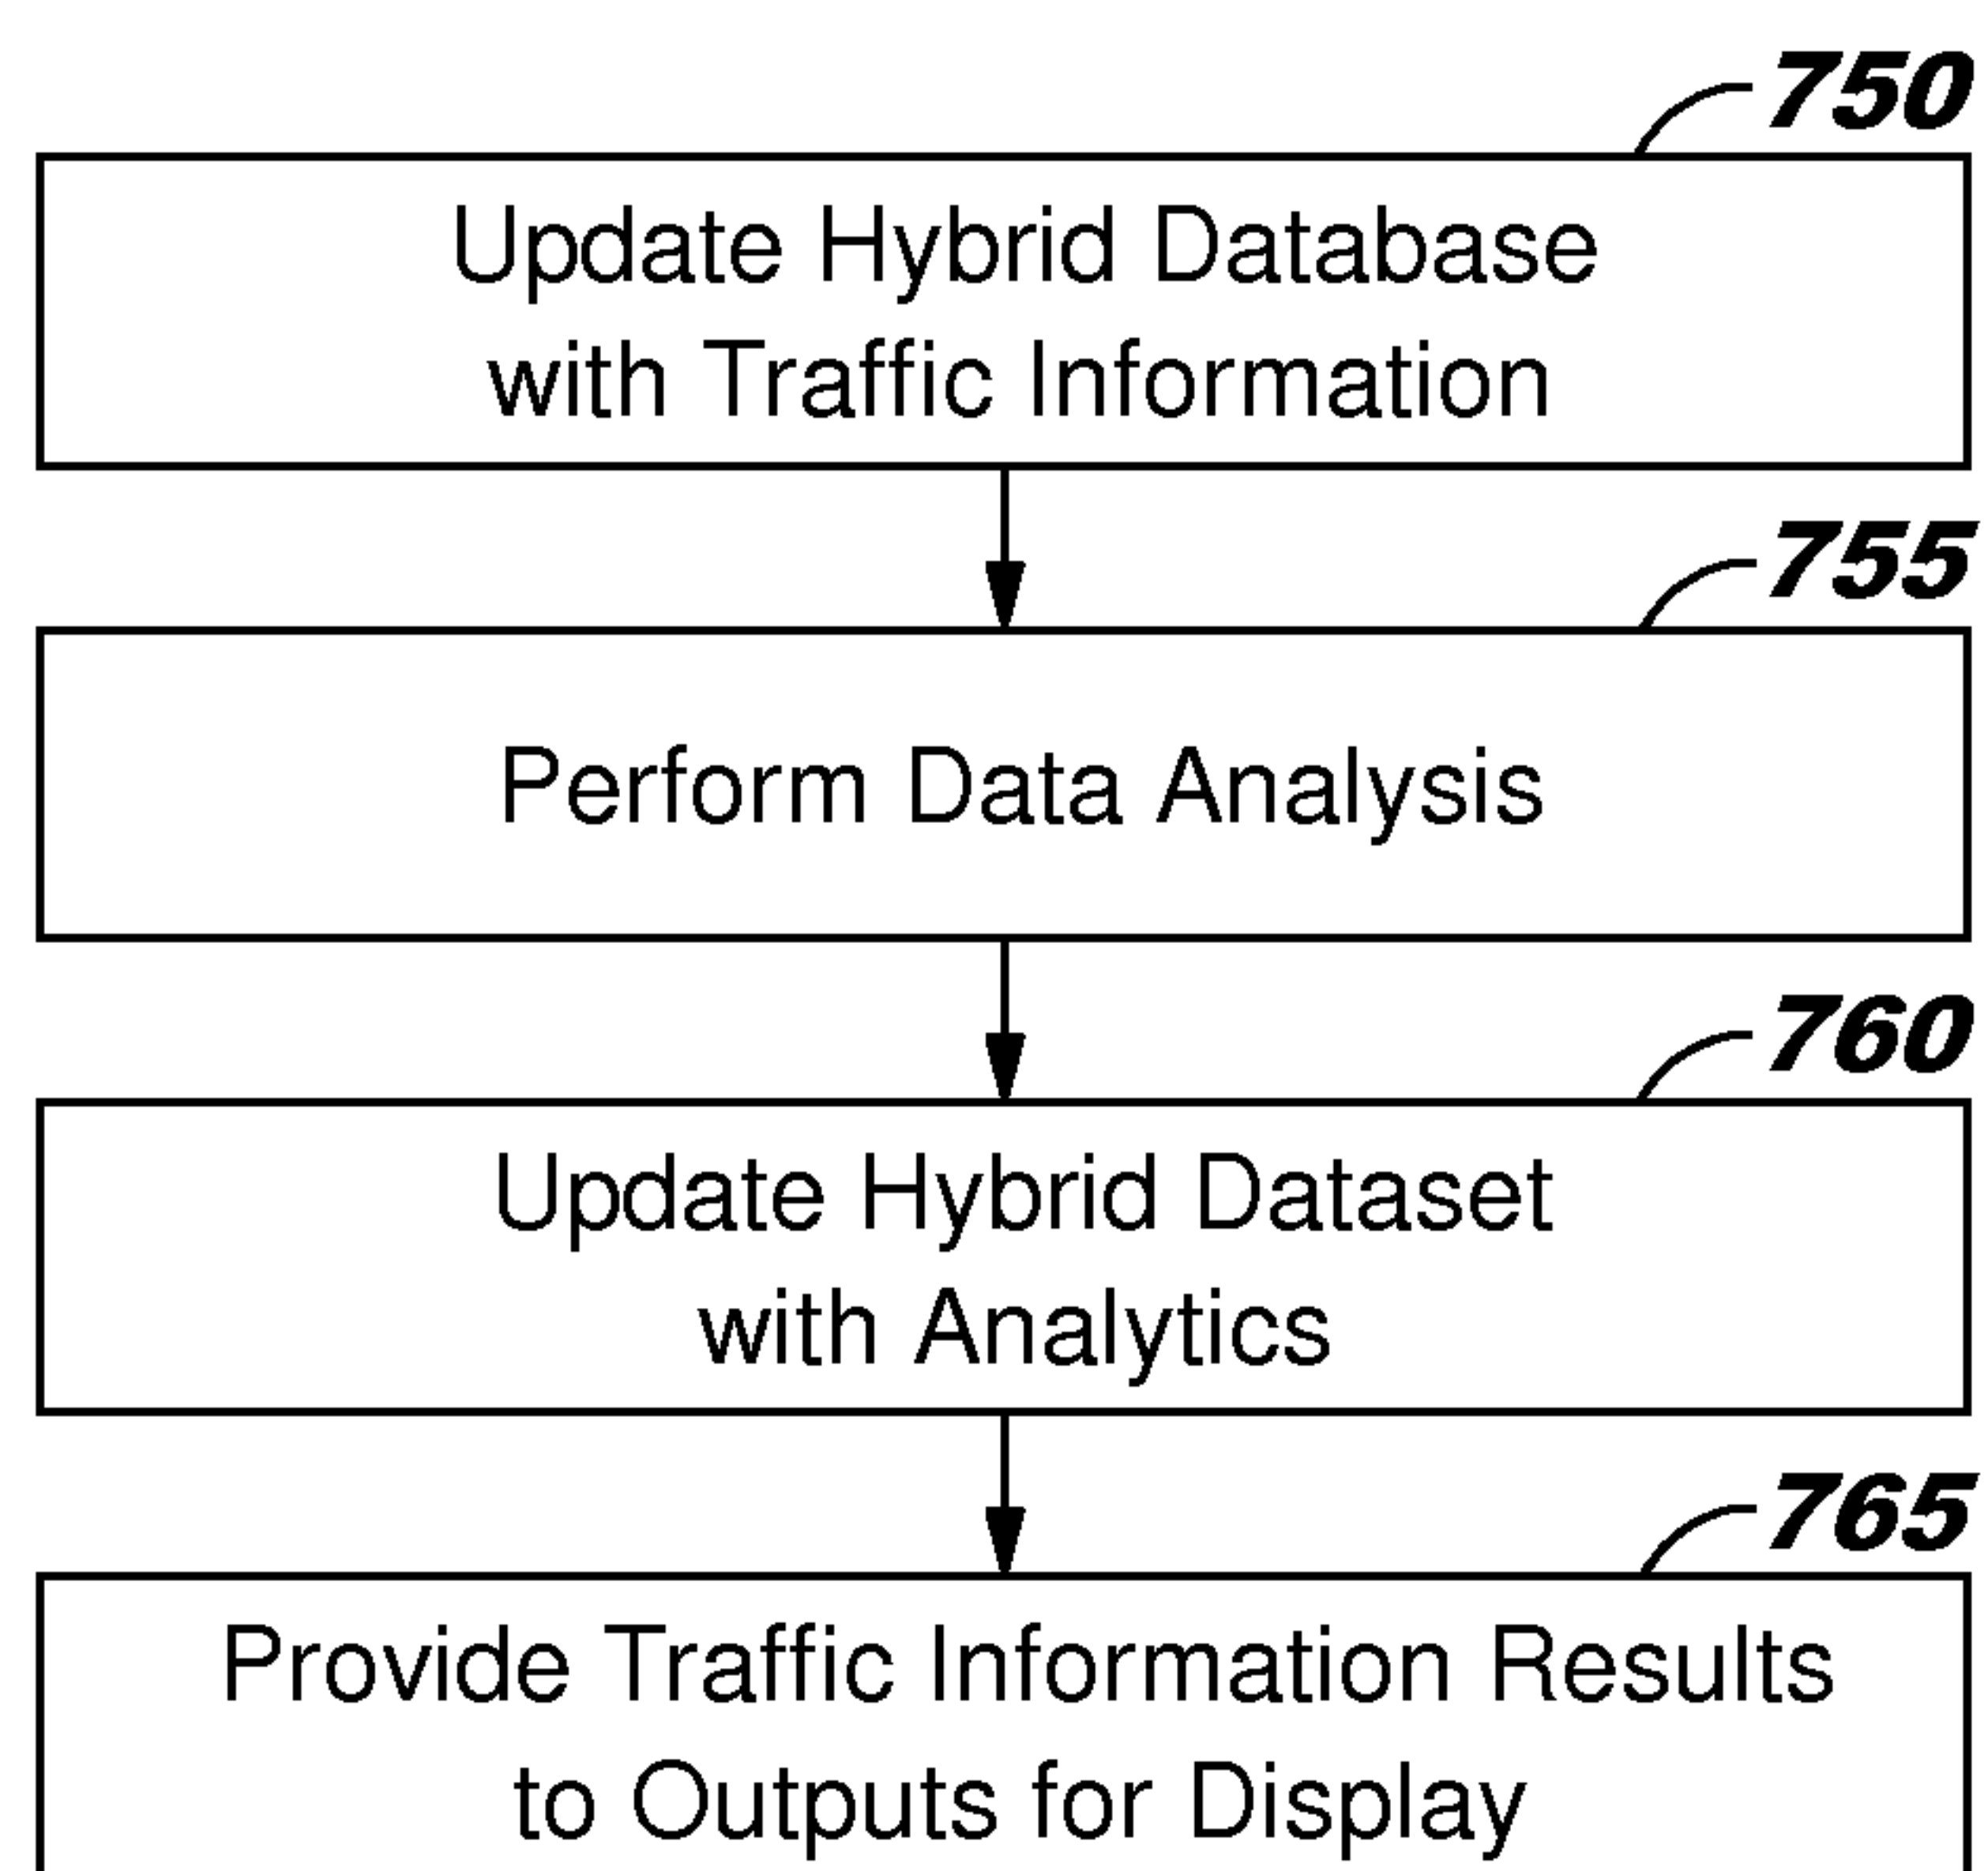 750
Update Hybrid Database
with Traffic Information
755
Perform Data Analysis
760
Update Hybrid Dataset
with Analytics
765
Provide Traffic Information Results
to Outputs for Display